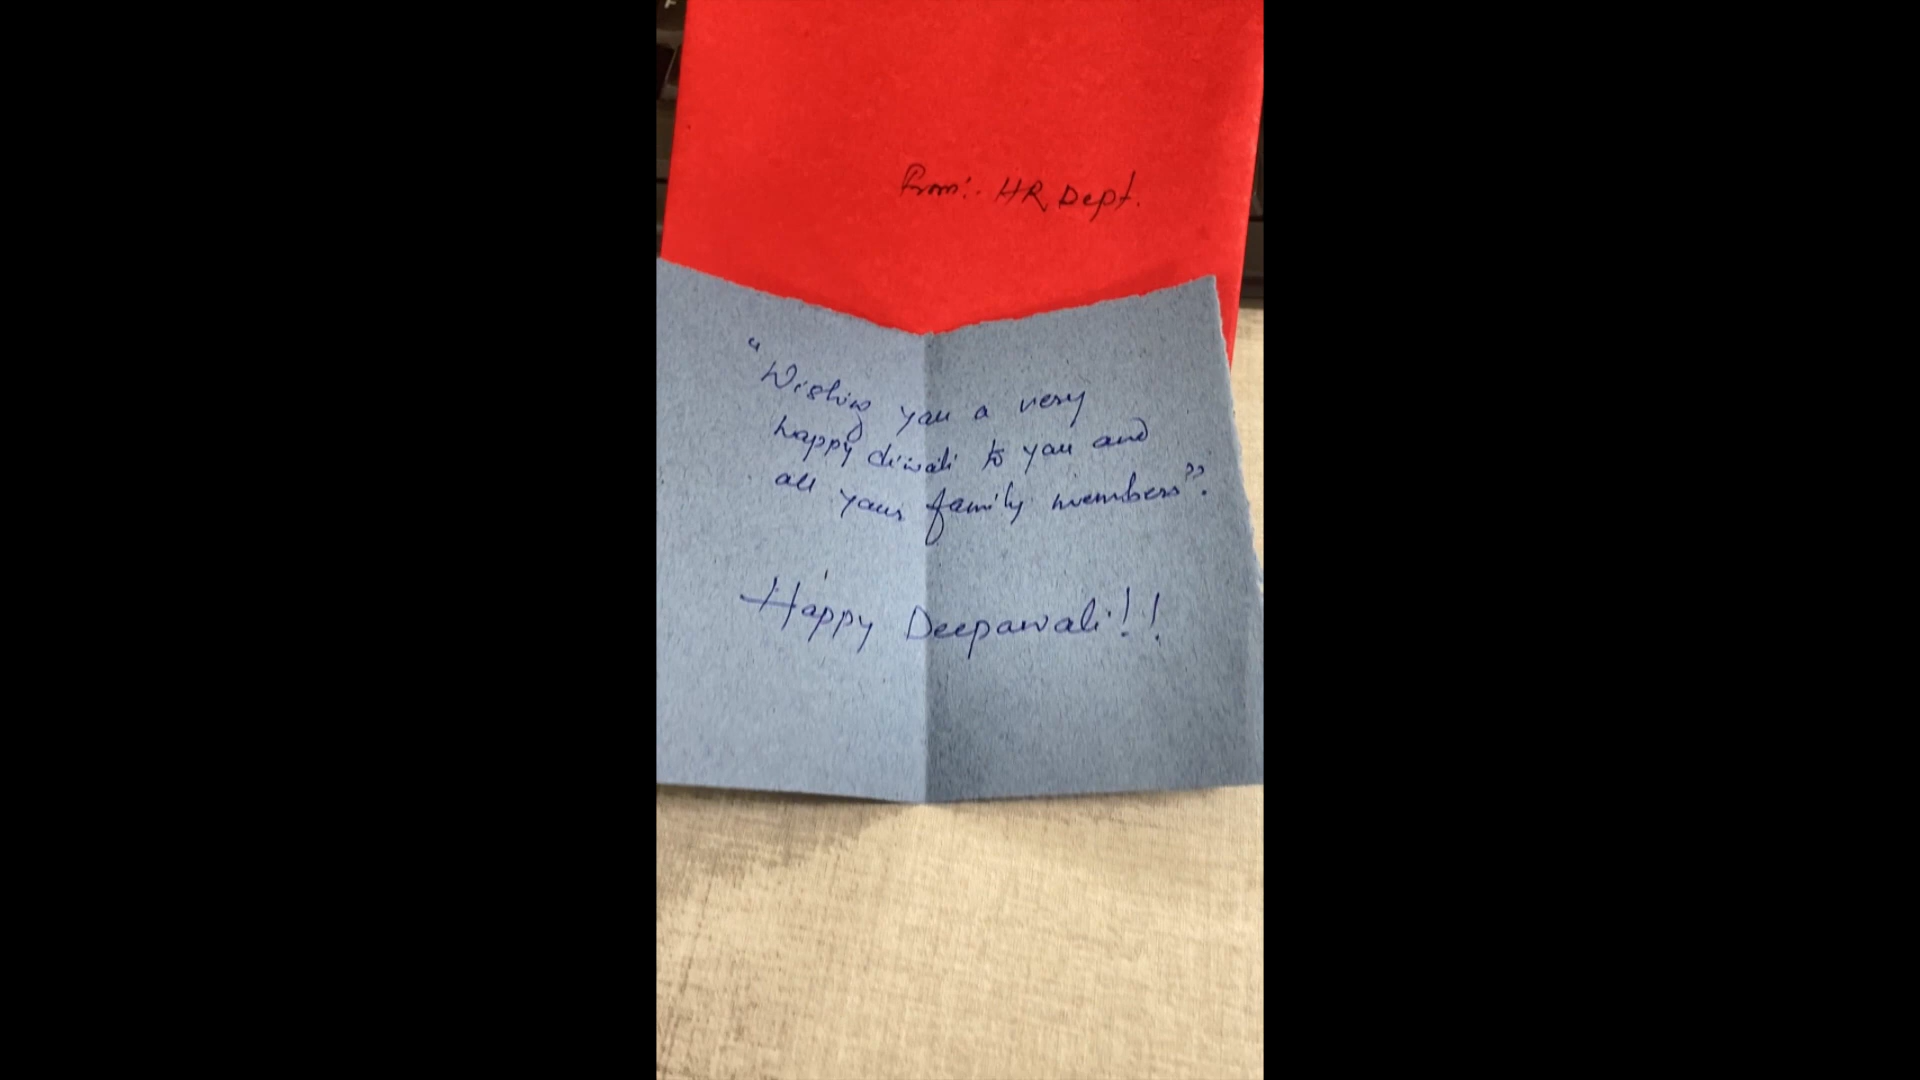 From:- HR Dept.
"Wishing you a very
happy diwali to you and
all your family members".
Happy Deepawali!!